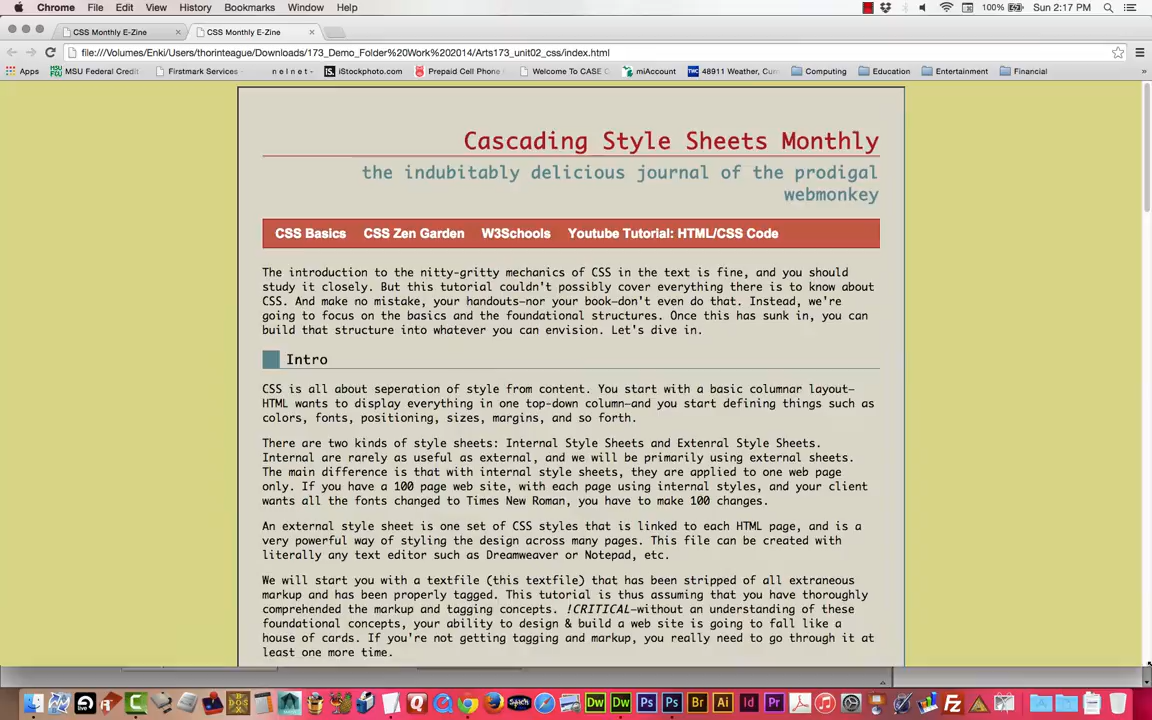 Chrome File Edit View History Bookmarks Window Help 100% Sun 2:17 PM
CSS Monthly E-Zine CSS Monthly E-Zine
file:///Volumes/Enki/Users/thorinteague/Downloads/173_Demo_Folder%20Work%202014/Arts173_unit02_css/index.html
Apps MSU Federal Credit Firstmark Services n e l n e t iStockphoto.com Prepaid Cell Phone Welcome To CASE miAccount 48911 Weather, Computing Education Entertainment Financial »
Cascading Style Sheets Monthly
the indubitably delicious journal of the prodigal
webmonkey
CSS Basics CSS Zen Garden W3Schools Youtube Tutorial: HTML/CSS Code
The introduction to the nitty-gritty mechanics of CSS in the text is fine, and you should
study it closely. But this tutorial couldn't possibly cover everything there is to know about
CSS. And make no mistake, your handouts—nor your book—don't even do that. Instead, we're
going to focus on the basics and the foundational structures. Once this has sunk in, you can
build that structure into whatever you can envision. Let's dive in.
Intro
CSS is all about seperation of style from content. You start with a basic columnar layout—
HTML wants to display everything in one top-down column—and you start defining things such as
colors, fonts, positioning, sizes, margins, and so forth.
There are two kinds of style sheets: Internal Style Sheets and Extenral Style Sheets.
Internal are rarely as useful as external, and we will be primarily using external sheets.
The main difference is that with internal style sheets, they are applied to one web page
only. If you have a 100 page web site, with each page using internal styles, and your client
wants all the fonts changed to Times New Roman, you have to make 100 changes.
An external style sheet is one set of CSS styles that is linked to each HTML page, and is a
very powerful way of styling the design across many pages. This file can be created with
literally any text editor such as Dreamweaver or Notepad, etc.
We will start you with a textfile (this textfile) that has been stripped of all extraneous
markup and has been properly tagged. This tutorial is thus assuming that you have thoroughly
comprehended the markup and tagging concepts. !CRITICAL—without an understanding of these
foundational concepts, your ability to design & build a web site is going to fall like a
house of cards. If you're not getting tagging and markup, you really need to go through it at
least one more time.
live DOS Q Spark Dw Dw Ps Ps Br Ai Id Pr Fz